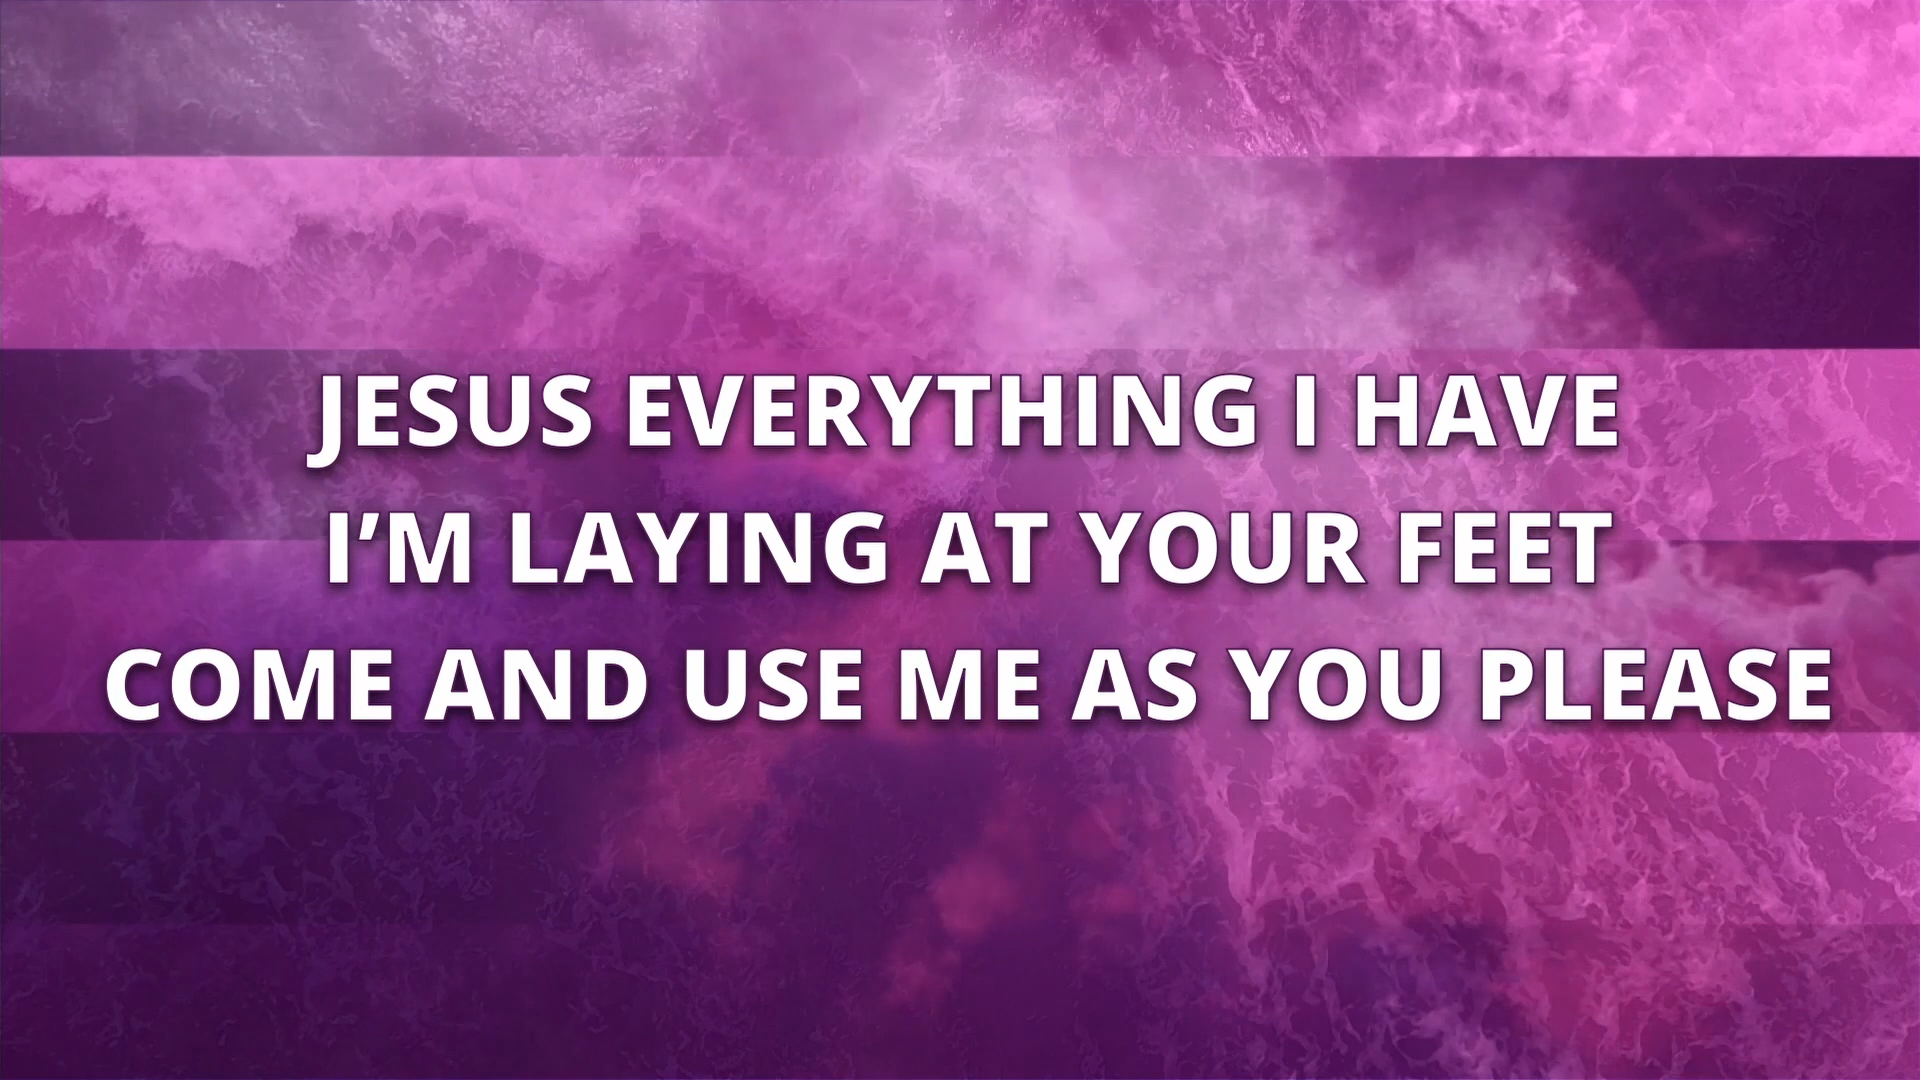 JESUS EVERYTHING I HAVE
I’M LAYING AT YOUR FEET
COME AND USE ME AS YOU PLEASE